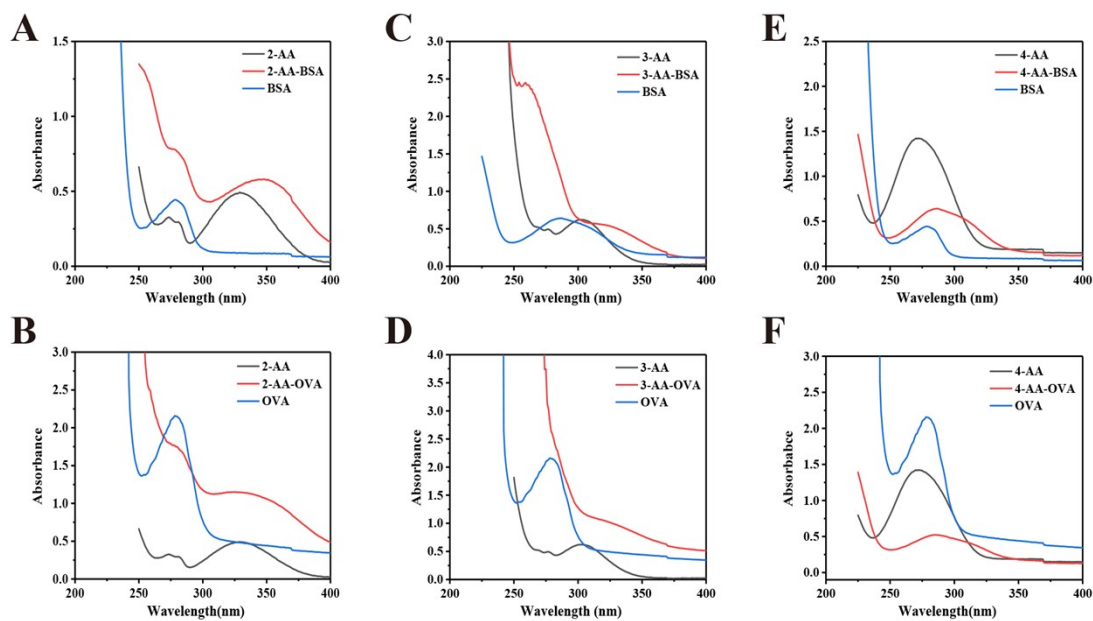 A
1.5
1.0
0.5
0.0
Absorbance
200 250 300 350 400
Wavelength (nm)
2-AA
2-AA-BSA
BSA
B
3.0
2.5
2.0
1.5
1.0
0.5
0.0
Absorbance
200 250 300 350 400
Wavelength(nm)
2-AA
2-AA-OVA
OVA
C
3.0
2.5
2.0
1.5
1.0
0.5
0.0
Absorbance
200 250 300 350 400
Wavelength (nm)
3-AA
3-AA-BSA
BSA
D
4.0
3.5
3.0
2.5
2.0
1.5
1.0
0.5
0.0
Absorbance
200 250 300 350 400
Wavelength(nm)
3-AA
3-AA-OVA
OVA
E
2.5
2.0
1.5
1.0
0.5
0.0
Absorbance
200 250 300 350 400
Wavelength (nm)
4-AA
4-AA-BSA
BSA
F
3.0
2.5
2.0
1.5
1.0
0.5
0.0
Absorbabce
200 250 300 350 400
Wavelength(nm)
4-AA
4-AA-OVA
OVA